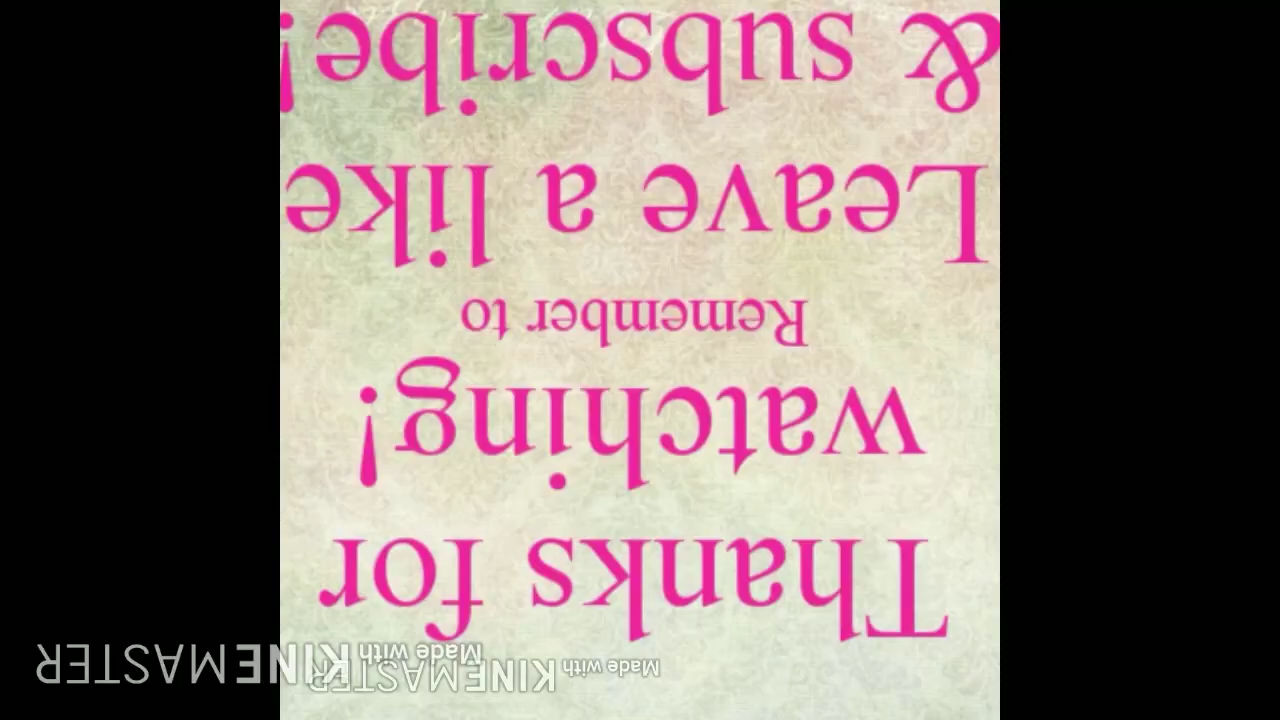 Thanks for
watching!
Remember to
Leave a like
& subscribe!
Made with KINEMASTER
Made with KINEMASTER